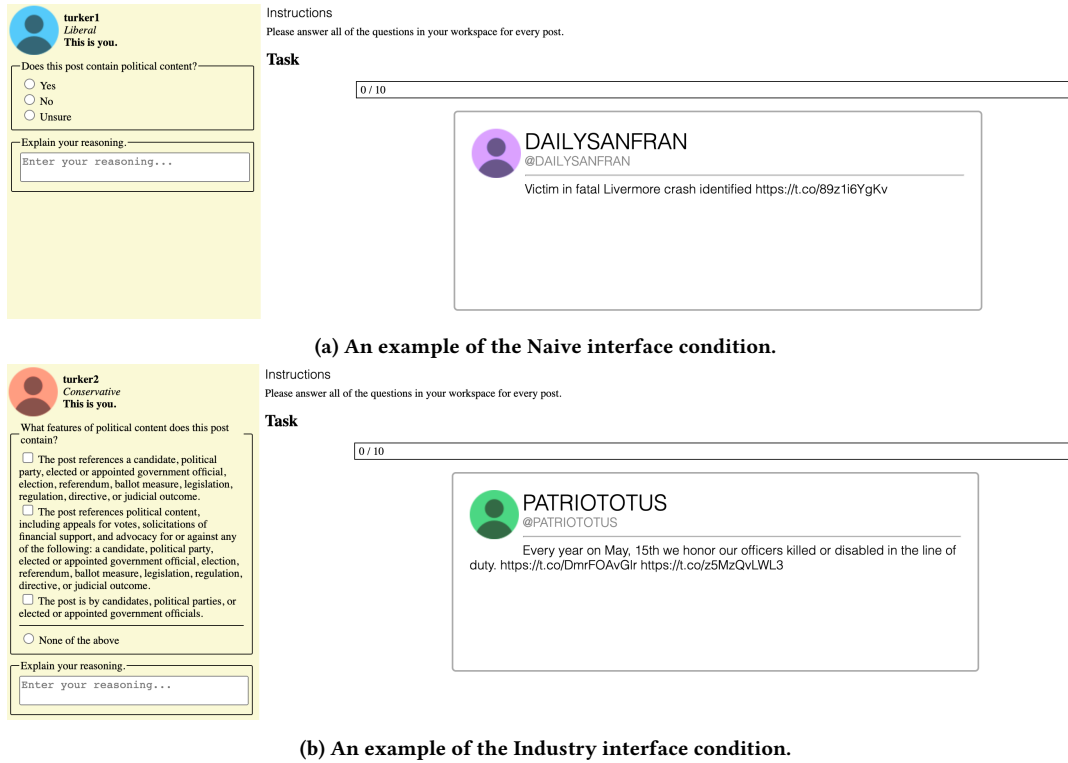 turker1
Liberal
This is you.
Does this post contain political content?
Yes
No
Unsure
Explain your reasoning.
Enter your reasoning...
Instructions
Please answer all of the questions in your workspace for every post.
Task
0 / 10
DAILYSANFRAN
@DAILYSANFRAN
Victim in fatal Livermore crash identified https://t.co/89z1i6YgKv
(a) An example of the Naive interface condition.
turker2
Conservative
This is you.
What features of political content does this post
contain?
The post references a candidate, political
party, elected or appointed government official,
election, referendum, ballot measure, legislation,
regulation, directive, or judicial outcome.
The post references political content,
including appeals for votes, solicitations of
financial support, and advocacy for or against any
of the following: a candidate, political party,
elected or appointed government official, election,
referendum, ballot measure, legislation, regulation,
directive, or judicial outcome.
The post is by candidates, political parties, or
elected or appointed government officials.
None of the above
Explain your reasoning.
Enter your reasoning...
Instructions
Please answer all of the questions in your workspace for every post.
Task
0 / 10
PATRIOTOTUS
@PATRIOTOTUS
Every year on May, 15th we honor our officers killed or disabled in the line of
duty. https://t.co/DmrFOAvGlr https://t.co/z5MzQvLWL3
(b) An example of the Industry interface condition.